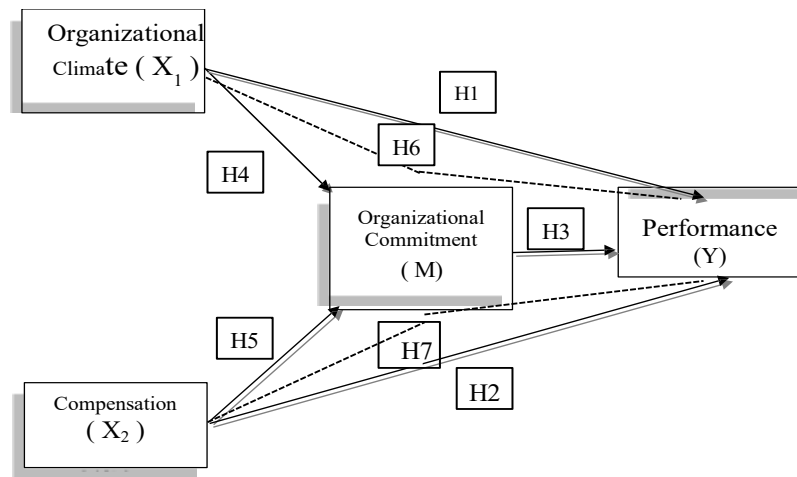 Organizational
Climate ( X1 )
H1
H6
H4
Organizational
Commitment
( M)
H3
Performance
(Y)
H5
H7
H2
Compensation
( X2 )